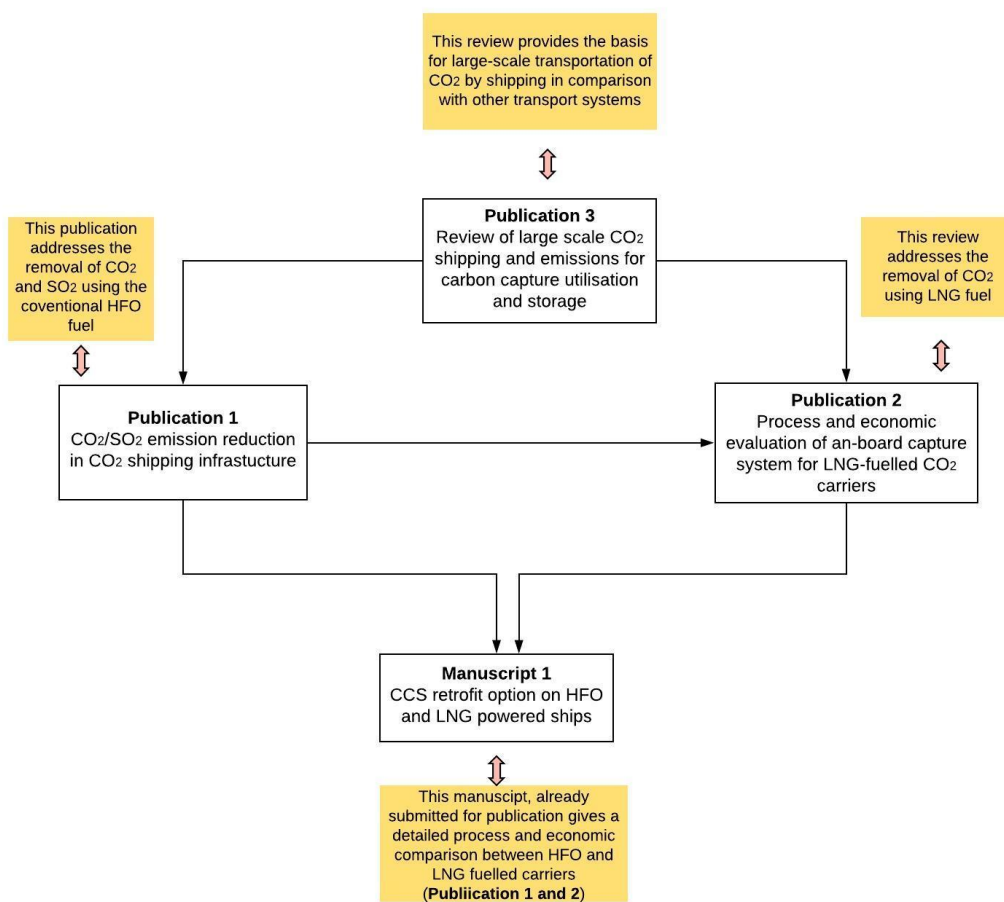 This review provides the basis
for large-scale transportation of
CO2 by shipping in comparison
with other transport systems
Publication 3
Review of large scale CO2
shipping and emissions for
carbon capture utilisation
and storage
This publication
addresses the
removal of CO2
and SO2 using the
coventional HFO
fuel
This review
addresses the
removal of CO2
using LNG fuel
Publication 1
CO2/SO2 emission reduction
in CO2 shipping infrastucture
Publication 2
Process and economic
evaluation of an-board capture
system for LNG-fuelled CO2
carriers
Manuscript 1
CCS retrofit option on HFO
and LNG powered ships
This manuscipt, already
submitted for publication gives a
detailed process and economic
comparison between HFO and
LNG fuelled carriers
(Publiication 1 and 2)